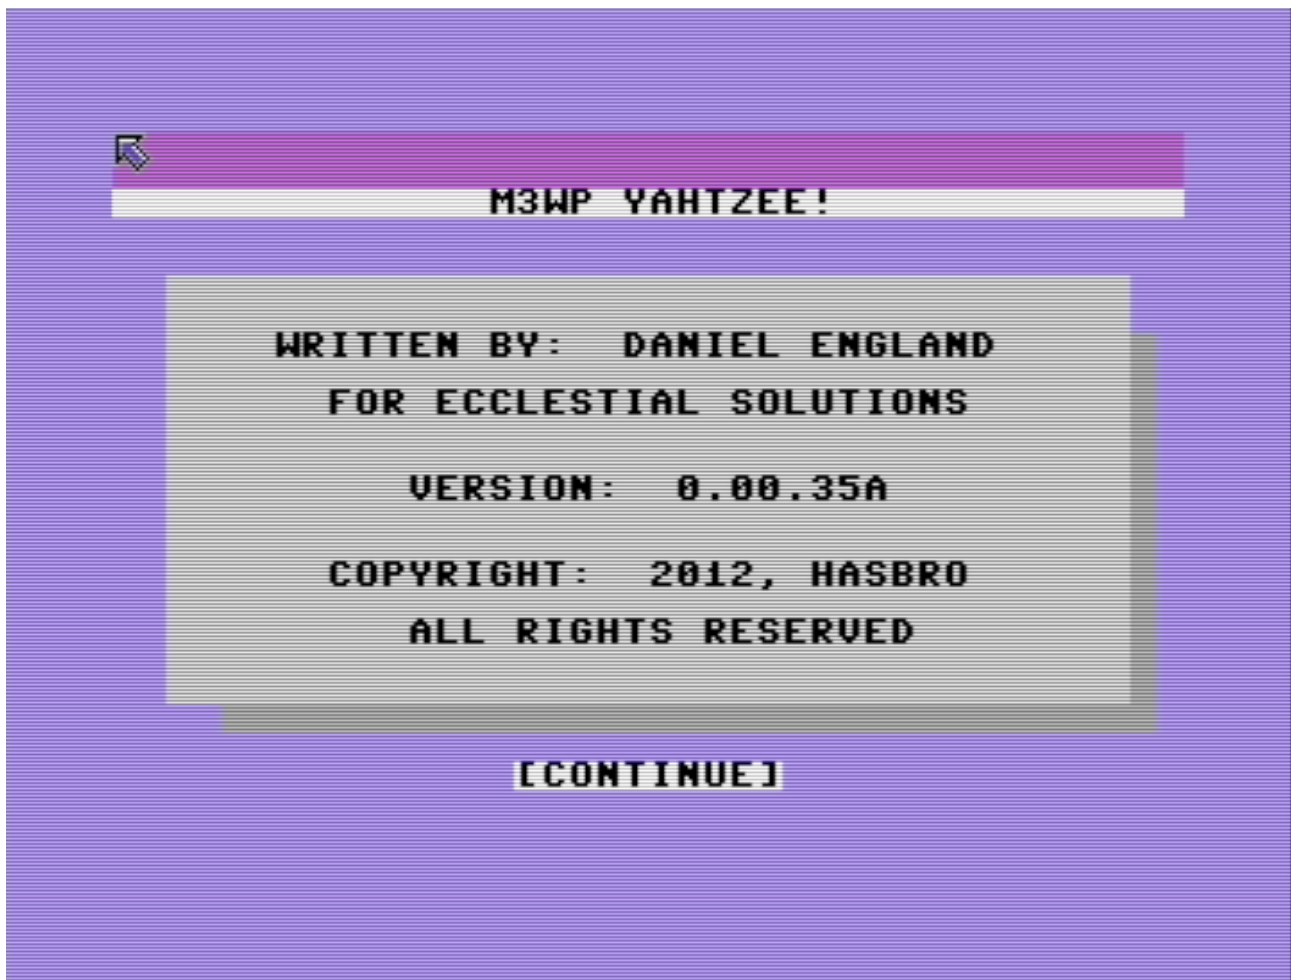 M3WP YAHTZEE!
WRITTEN BY:  DANIEL ENGLAND
FOR ECCLESTIAL SOLUTIONS
VERSION:  0.00.35A
COPYRIGHT:  2012, HASBRO
ALL RIGHTS RESERVED
[CONTINUE]